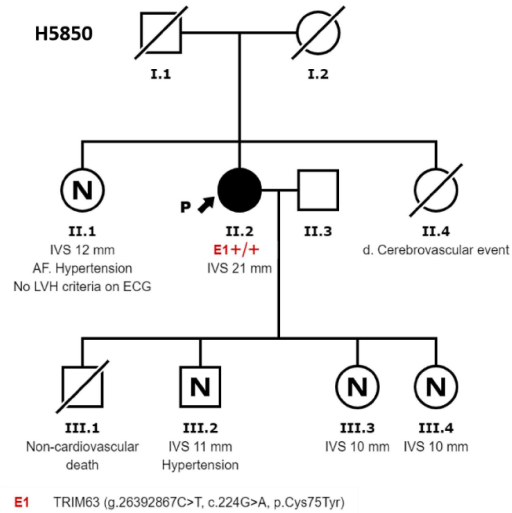 H5850
I.1
I.2
N
P
II.1
II.2
II.3
II.4
IVS 12 mm
E1+/+
d. Cerebrovascular event
AF. Hypertension
IVS 21 mm
No LVH criteria on ECG
N
N
N
III.1
III.2
III.3
III.4
Non-cardiovascular
death
IVS 11 mm
Hypertension
IVS 10 mm
IVS 10 mm
E1 TRIM63 (g.26392867C>T, c.224G>A, p.Cys75Tyr)